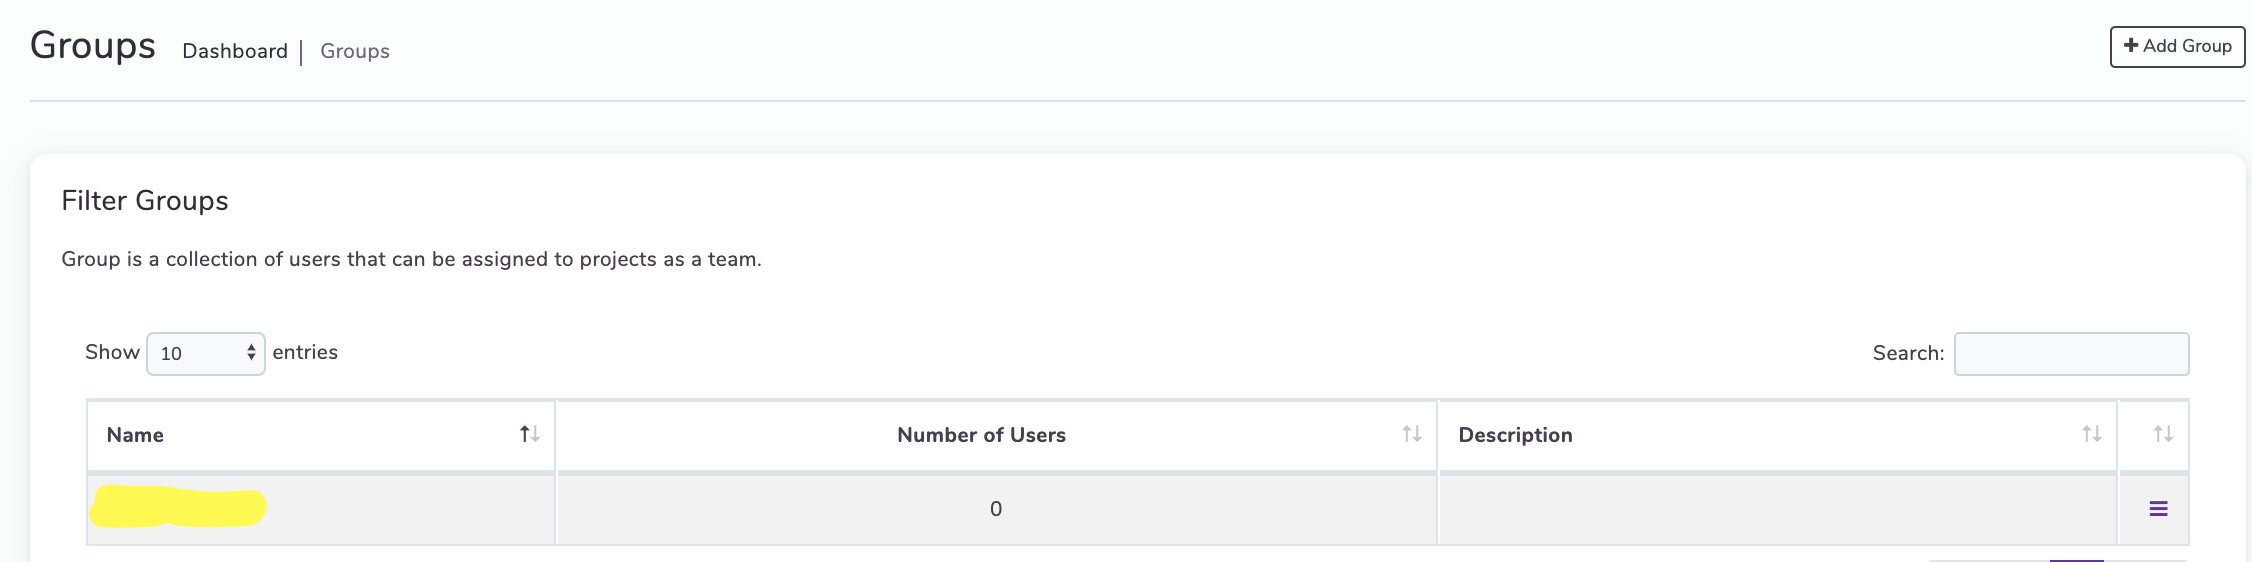 Groups Dashboard | Groups
Add Group
Filter Groups
Group is a collection of users that can be assigned to projects as a team.
Show 10 entries
Search:
Name Number of Users Description
0